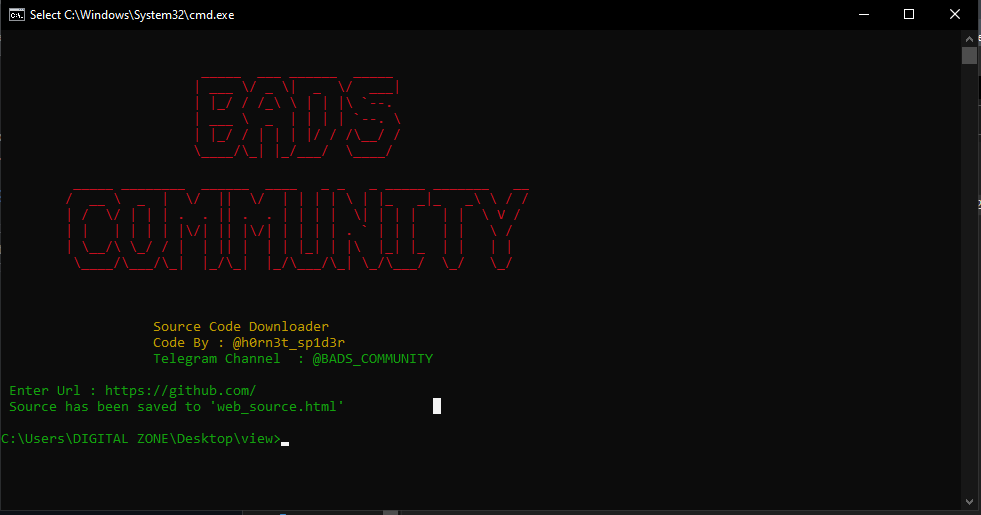 Select C:\Windows\System32\cmd.exe
BADS
COMMUNITY
Source Code Downloader
Code By : @h0rn3t_sp1d3r
Telegram Channel  : @BADS_COMMUNITY
Enter Url : https://github.com/
Source has been saved to 'web_source.html'
C:\Users\DIGITAL ZONE\Desktop\view>